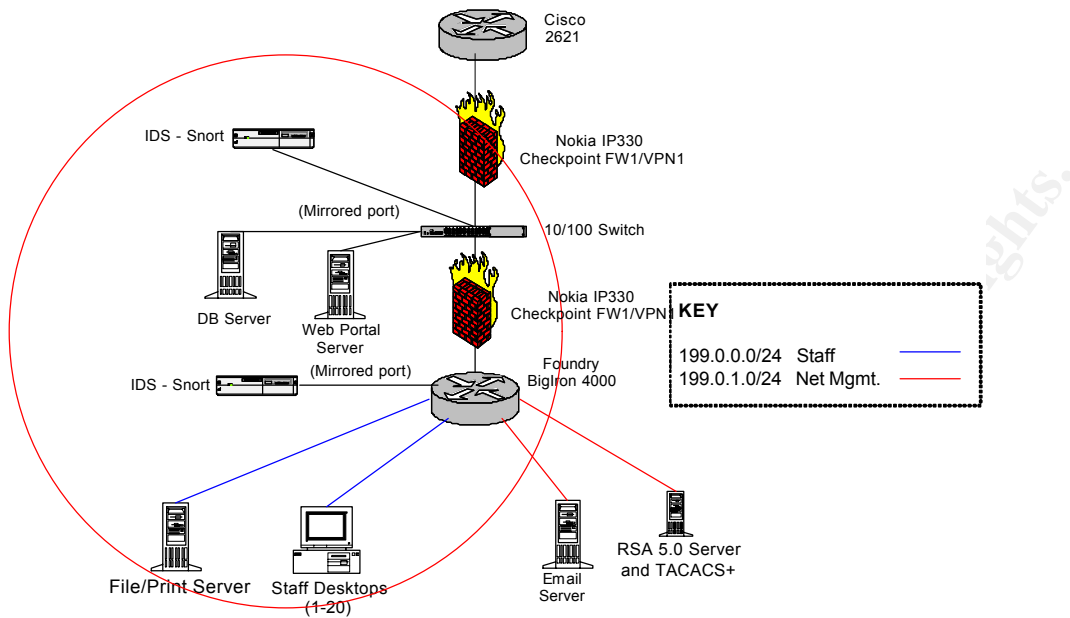 Cisco
2621
IDS - Snort
Nokia IP330
Checkpoint FW1/VPN1
(Mirrored port)
10/100 Switch
DB Server
Web Portal
Server
Nokia IP330
Checkpoint FW1/VPN1
KEY
199.0.0.0/24 Staff
199.0.1.0/24 Net Mgmt.
(Mirrored port)
IDS - Snort
Foundry
BigIron 4000
File/Print Server
Staff Desktops
(1-20)
Email
Server
RSA 5.0 Server
and TACACS+
ghts.